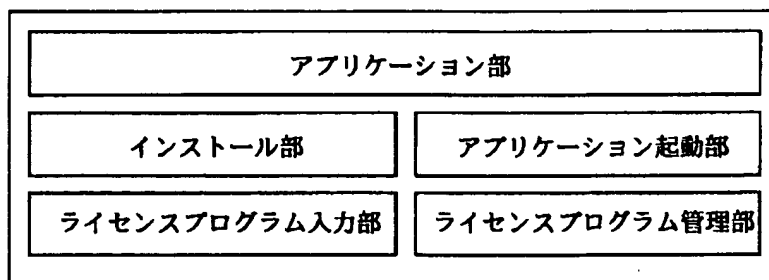 アプリケーション部
インストール部
アプリケーション起動部
ライセンスプログラム入力部
ライセンスプログラム管理部